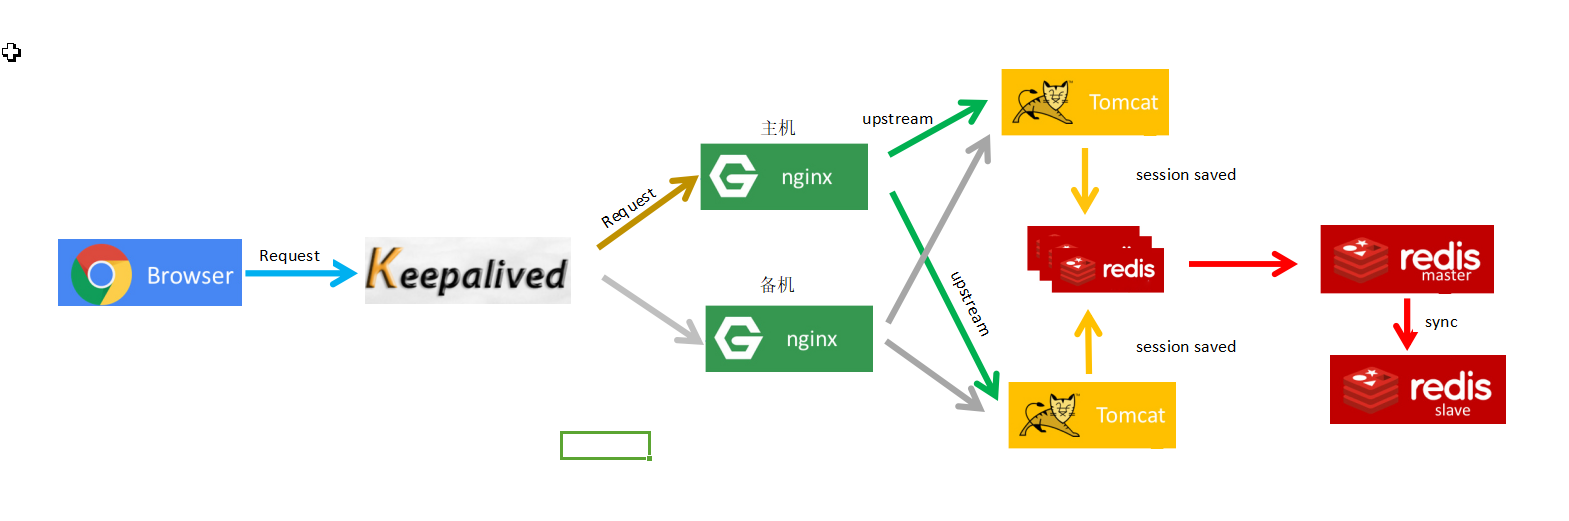 Browser
Request
Keepalived
Request
主机
nginx
备机
nginx
upstream
upstream
Tomcat
session saved
redis
session saved
Tomcat
redis
master
sync
redis
slave